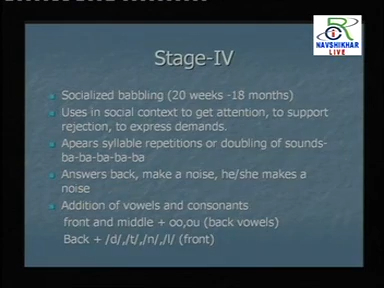 R
NAVSHIKHAR
LIVE
Stage-IV
Socialized babbling (20 weeks -18 months)
Uses in social context to get attention, to support
rejection, to express demands.
Apears syllable repetitions or doubling of sounds-
ba-ba-ba-ba-ba
Answers back, make a noise, he/she makes a
noise
Addition of vowels and consonants
front and middle + oo,ou (back vowels)
Back + /d/,/t/,/n/,/l/ (front)